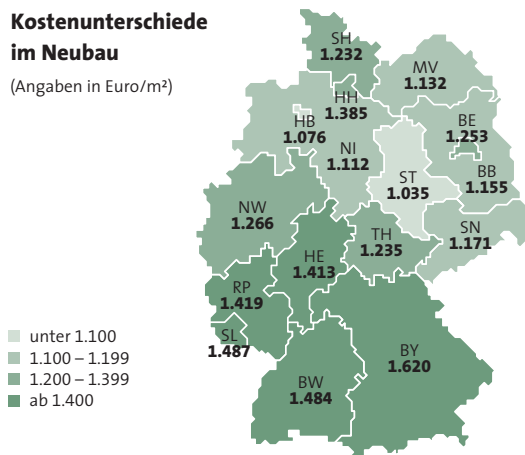 Kostenunterschiede
im Neubau
(Angaben in Euro/m²)
SH
1.232
MV
1.132
HH
1.385
HB
1.076
BE
1.253
NI
1.112
BB
1.155
ST
1.035
NW
1.266
SN
1.171
TH
1.235
HE
1.413
RP
1.419
SL
1.487
BY
1.620
BW
1.484
unter 1.100
1.100 – 1.199
1.200 – 1.399
ab 1.400